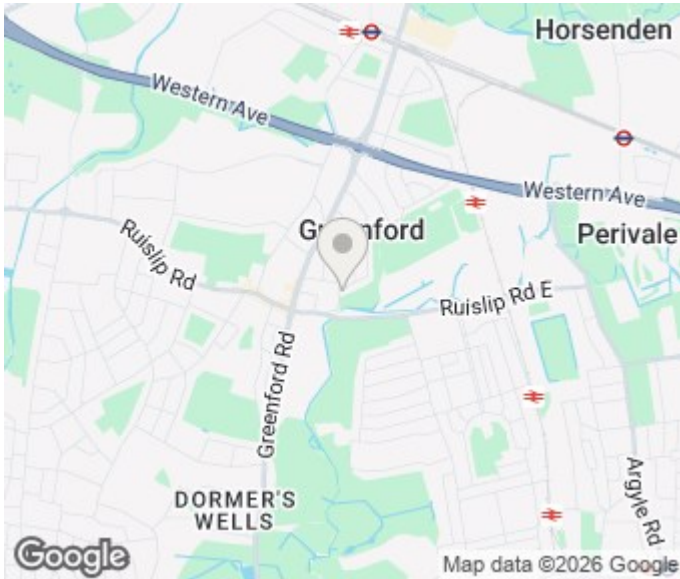 Horsenden
Western Ave
Western Ave
Greenford
Perivale
Ruislip Rd
Ruislip Rd E
Greenford Rd
Argyle Rd
DORMER'S
WELLS
Google
Map data ©2026 Google